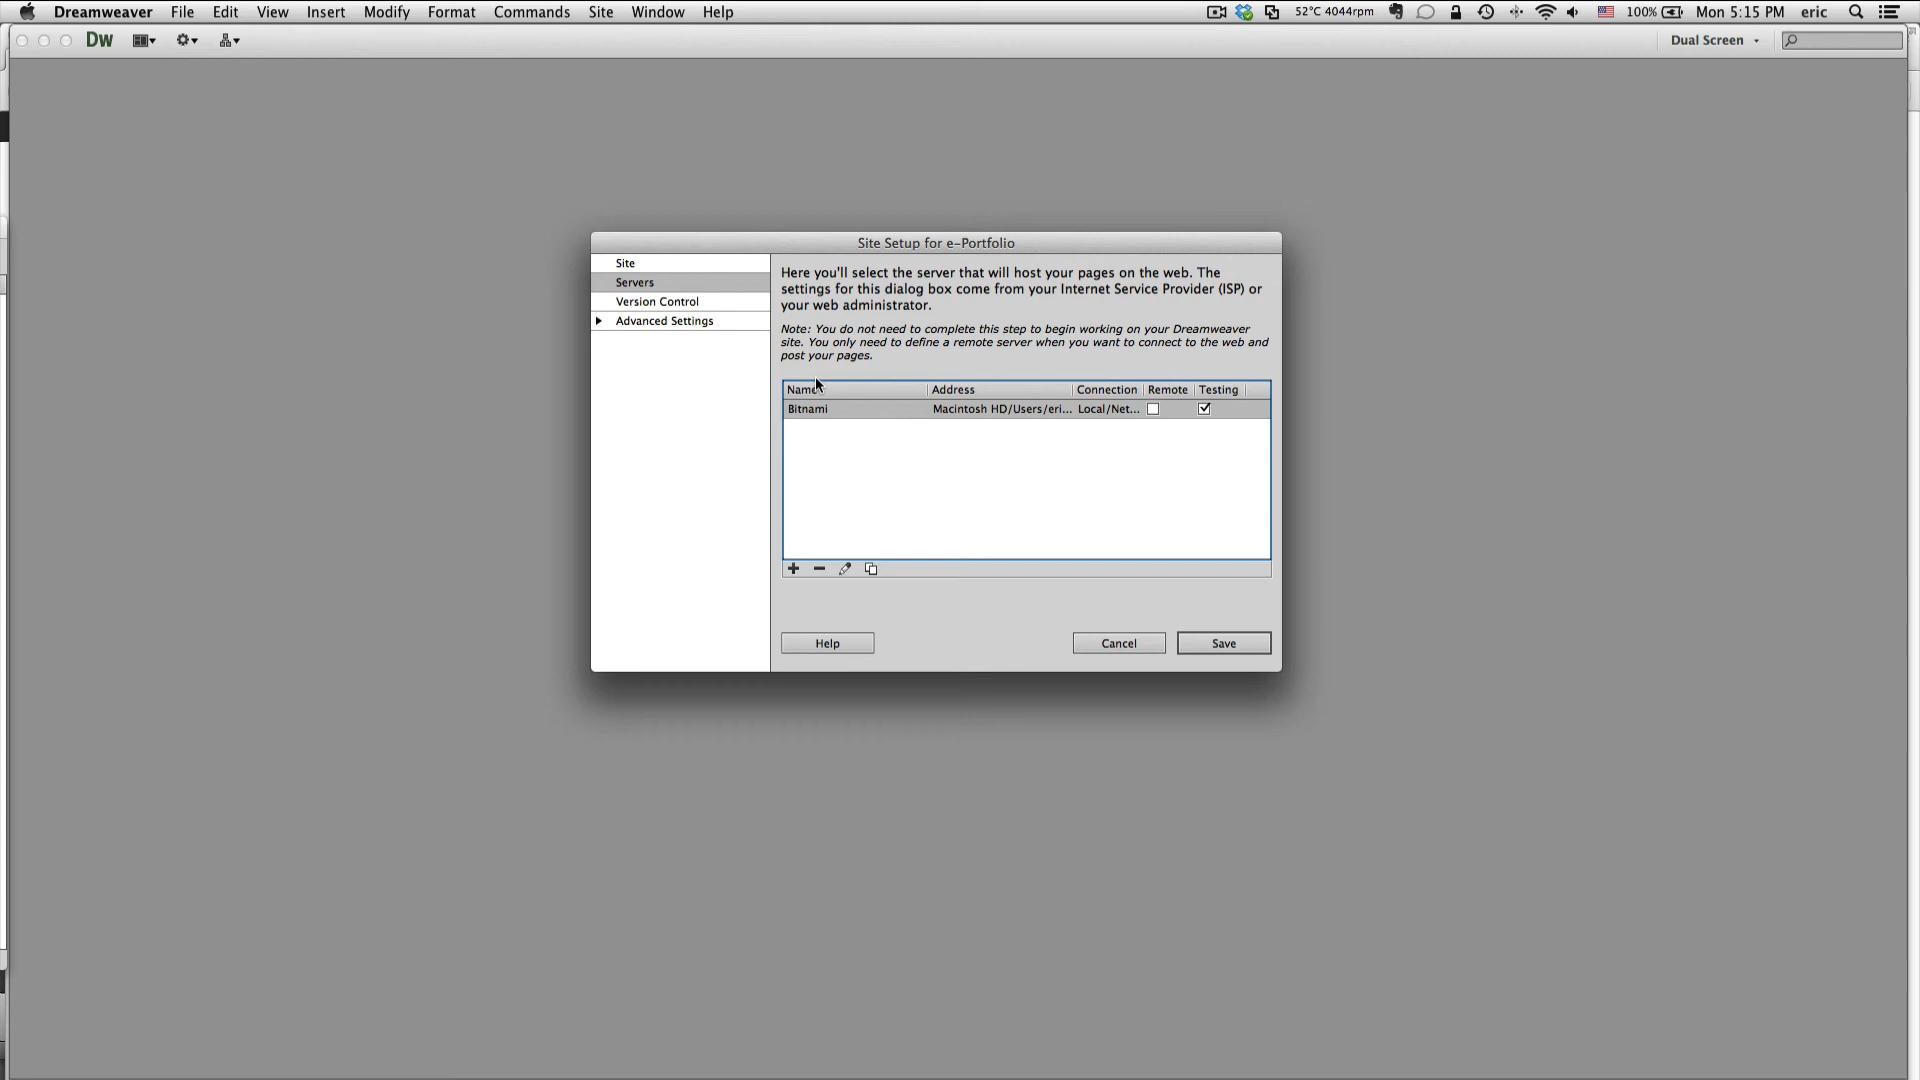 Dreamweaver File Edit View Insert Modify Format Commands Site Window Help 52°C 4044rpm 100% Mon 5:15 PM eric
Dw Dual Screen
Site Setup for e-Portfolio
Site
Servers
Version Control
Advanced Settings
Here you'll select the server that will host your pages on the web. The
settings for this dialog box come from your Internet Service Provider (ISP) or
your web administrator.
Note: You do not need to complete this step to begin working on your Dreamweaver
site. You only need to define a remote server when you want to connect to the web and
post your pages.
Name Address Connection Remote Testing
Bitnami Macintosh HD/Users/eri... Local/Net...
Help Cancel Save